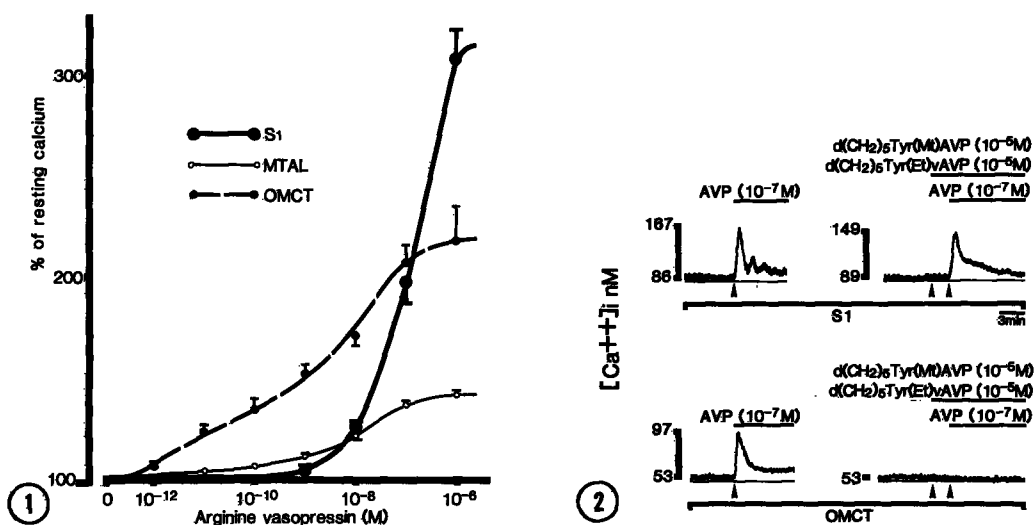 % of resting calcium
300
200
100
S1
MTAL
OMCT
0 10⁻¹² 10⁻¹⁰ 10⁻⁸ 10⁻⁶
Arginine vasopressin (M)
1
[Ca++]i nM
AVP (10⁻⁷M)
167
86
d(CH₂)₅Tyr(Mt)AVP (10⁻⁵M)
d(CH₂)₅Tyr(Et)vAVP (10⁻⁵M)
AVP (10⁻⁷M)
149
89
S1
3min
AVP (10⁻⁷M)
97
53
d(CH₂)₅Tyr(Mt)AVP (10⁻⁵M)
d(CH₂)₅Tyr(Et)vAVP (10⁻⁵M)
AVP (10⁻⁷M)
53
OMCT
2